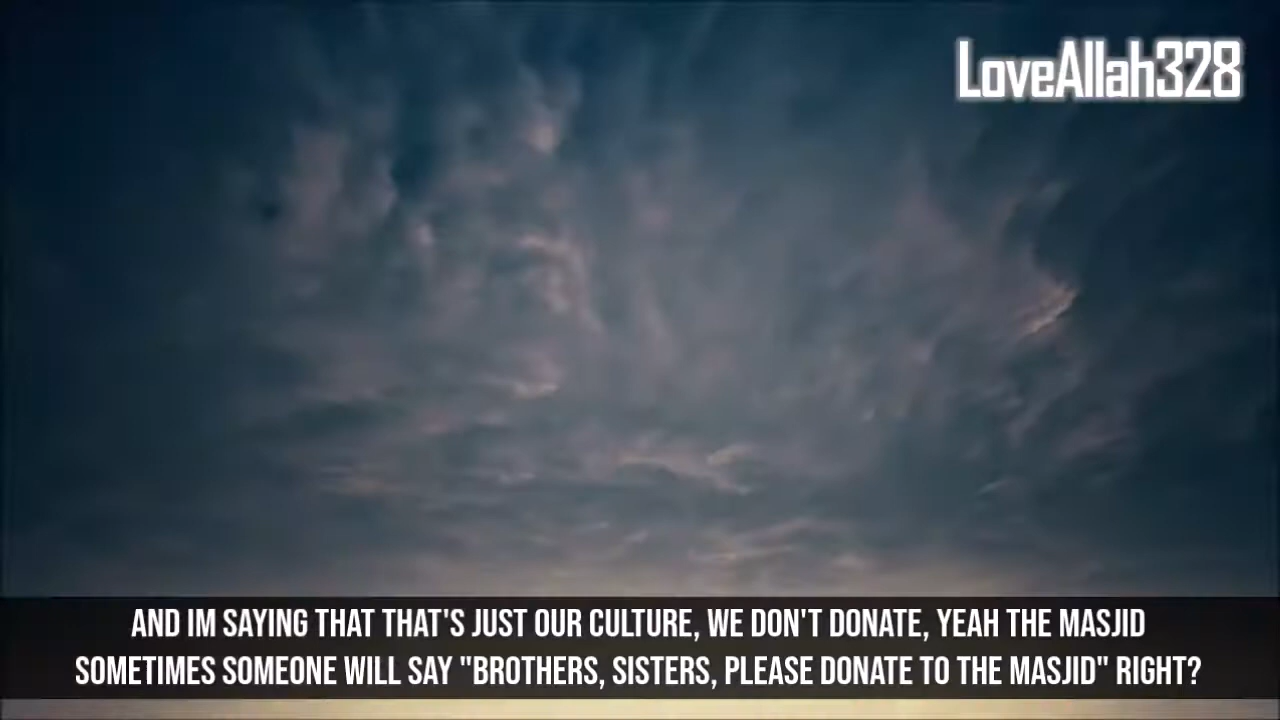 LoveAllah328
AND IM SAYING THAT THAT'S JUST OUR CULTURE, WE DON'T DONATE, YEAH THE MASJID
SOMETIMES SOMEONE WILL SAY "BROTHERS, SISTERS, PLEASE DONATE TO THE MASJID" RIGHT?